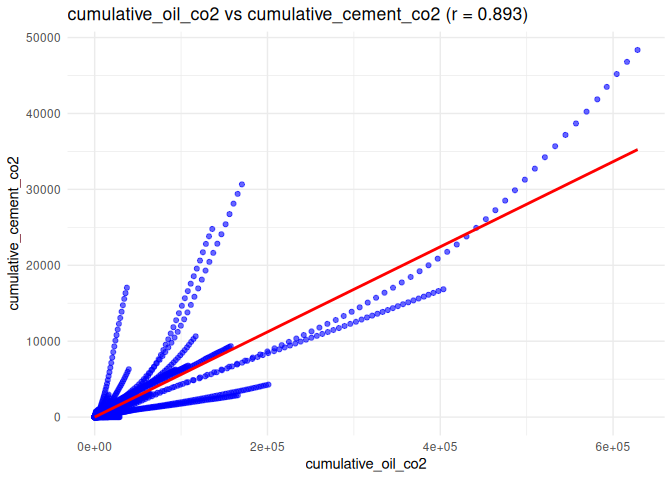 cumulative_oil_co2 vs cumulative_cement_co2 (r = 0.893)
50000
40000
30000
20000
10000
0
cumulative_cement_co2
0e+00 2e+05 4e+05 6e+05
cumulative_oil_co2